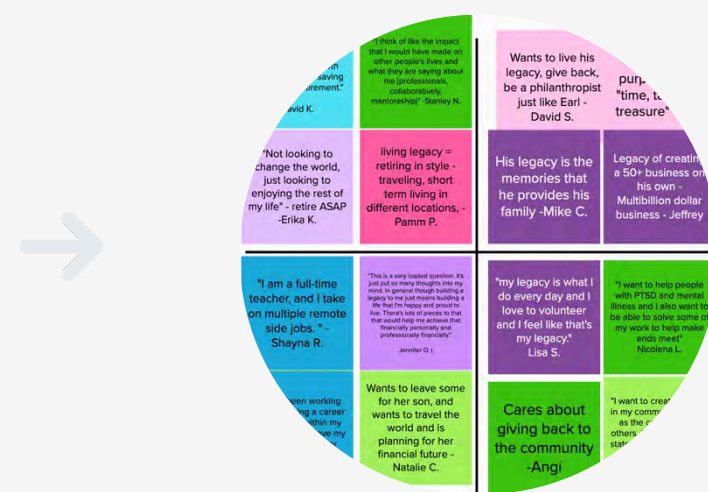 saving
"I think of like the impact
that I would have made on
other people's lives and
what they are saying about
me [professionals,
collaboratively,
mentoreship]" -Stanley N.
Wants to live his
legacy, give back,
be a philanthropist
just like Earl -
David S.
"time,
treasure"
"Not looking to
change the world,
just looking to
enjoying the rest of
my life" - retire ASAP
-Erika K.
living legacy =
retiring in style -
traveling, short
term living in
different locations, -
Pamm P.
His legacy is the
memories that
he provides his
family -Mike C.
Legacy of creating
a 50+ business on
his own -
Multibillion dollar
business - Jeffrey
"I am a full-time
teacher, and I take
on multiple remote
side jobs. " -
Shayna R.
"This is a very loaded question. It's
just put so many thoughts into my
mind. In general though building a
legacy to me just means building a
life that I'm happy and proud to
live. There's lots of pieces to that
that would help me achieve that
financially personally and
professionally financially."
Jennifer O. (
"my legacy is what I
do every day and I
love to volunteer
and I feel like that's
my legacy."
Lisa S.
"I want to help people
with PTSD and mental
illness and I also want to
be able to solve some of
my work to help make
ends meet"
Nicolena L.
been working
a career
within my
my
Wants to leave some
for her son, and
wants to travel the
world and is
planning for her
financial future -
Natalie C.
Cares about
giving back to
the community
-Angi
"I want to create
in my
as the
others